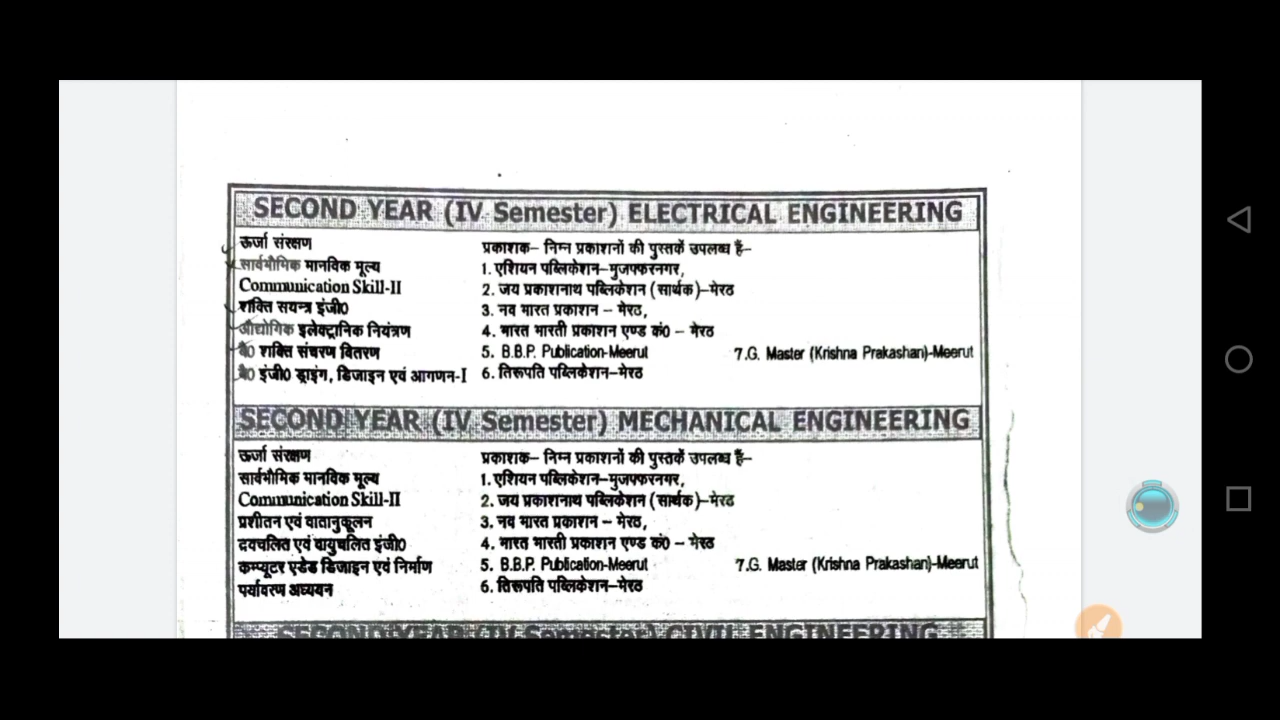 SECOND YEAR (IV Semester) ELECTRICAL ENGINEERING
ऊर्जा संरक्षण
सार्वभौमिक मानविक मूल्य
Communication Skill-II
शक्ति सयन्त्र इंजी0
औद्योगिक इलेक्ट्रानिक नियंत्रण
वै0 शक्ति संचरण वितरण
वै0 इंजी0 ड्राइंग, डिजाइन एवं आगणन-I
प्रकाशक– निम्न प्रकाशनों की पुस्तकें उपलब्ध हैं–
1. एशियन पब्लिकेशन–मुजफ्फरनगर,
2. जय प्रकाशनाथ पब्लिकेशन (सार्थक)–मेरठ
3. नव भारत प्रकाशन – मेरठ,
4. भारत भारती प्रकाशन एण्ड कं0 – मेरठ
5. B.B.P. Publication-Meerut
7.G. Master (Krishna Prakashan)-Meerut
6. तिरूपति पब्लिकेशन–मेरठ
SECOND YEAR (IV Semester) MECHANICAL ENGINEERING
ऊर्जा संरक्षण
सार्वभौमिक मानविक मूल्य
Communication Skill-II
प्रशीतन एवं वातानुकूलन
द्रवचलित एवं वायुचलित इंजी0
कम्प्यूटर एडेड डिजाइन एवं निर्माण
पर्यावरण अध्ययन
प्रकाशक– निम्न प्रकाशनों की पुस्तकें उपलब्ध हैं–
1. एशियन पब्लिकेशन–मुजफ्फरनगर,
2. जय प्रकाशनाथ पब्लिकेशन (सार्थक)–मेरठ
3. नव भारत प्रकाशन – मेरठ,
4. भारत भारती प्रकाशन एण्ड कं0 – मेरठ
5. B.B.P. Publication-Meerut
7.G. Master (Krishna Prakashan)-Meerut
6. तिरूपति पब्लिकेशन–मेरठ
SECOND YEAR (IV Semester) CIVIL ENGINEERING